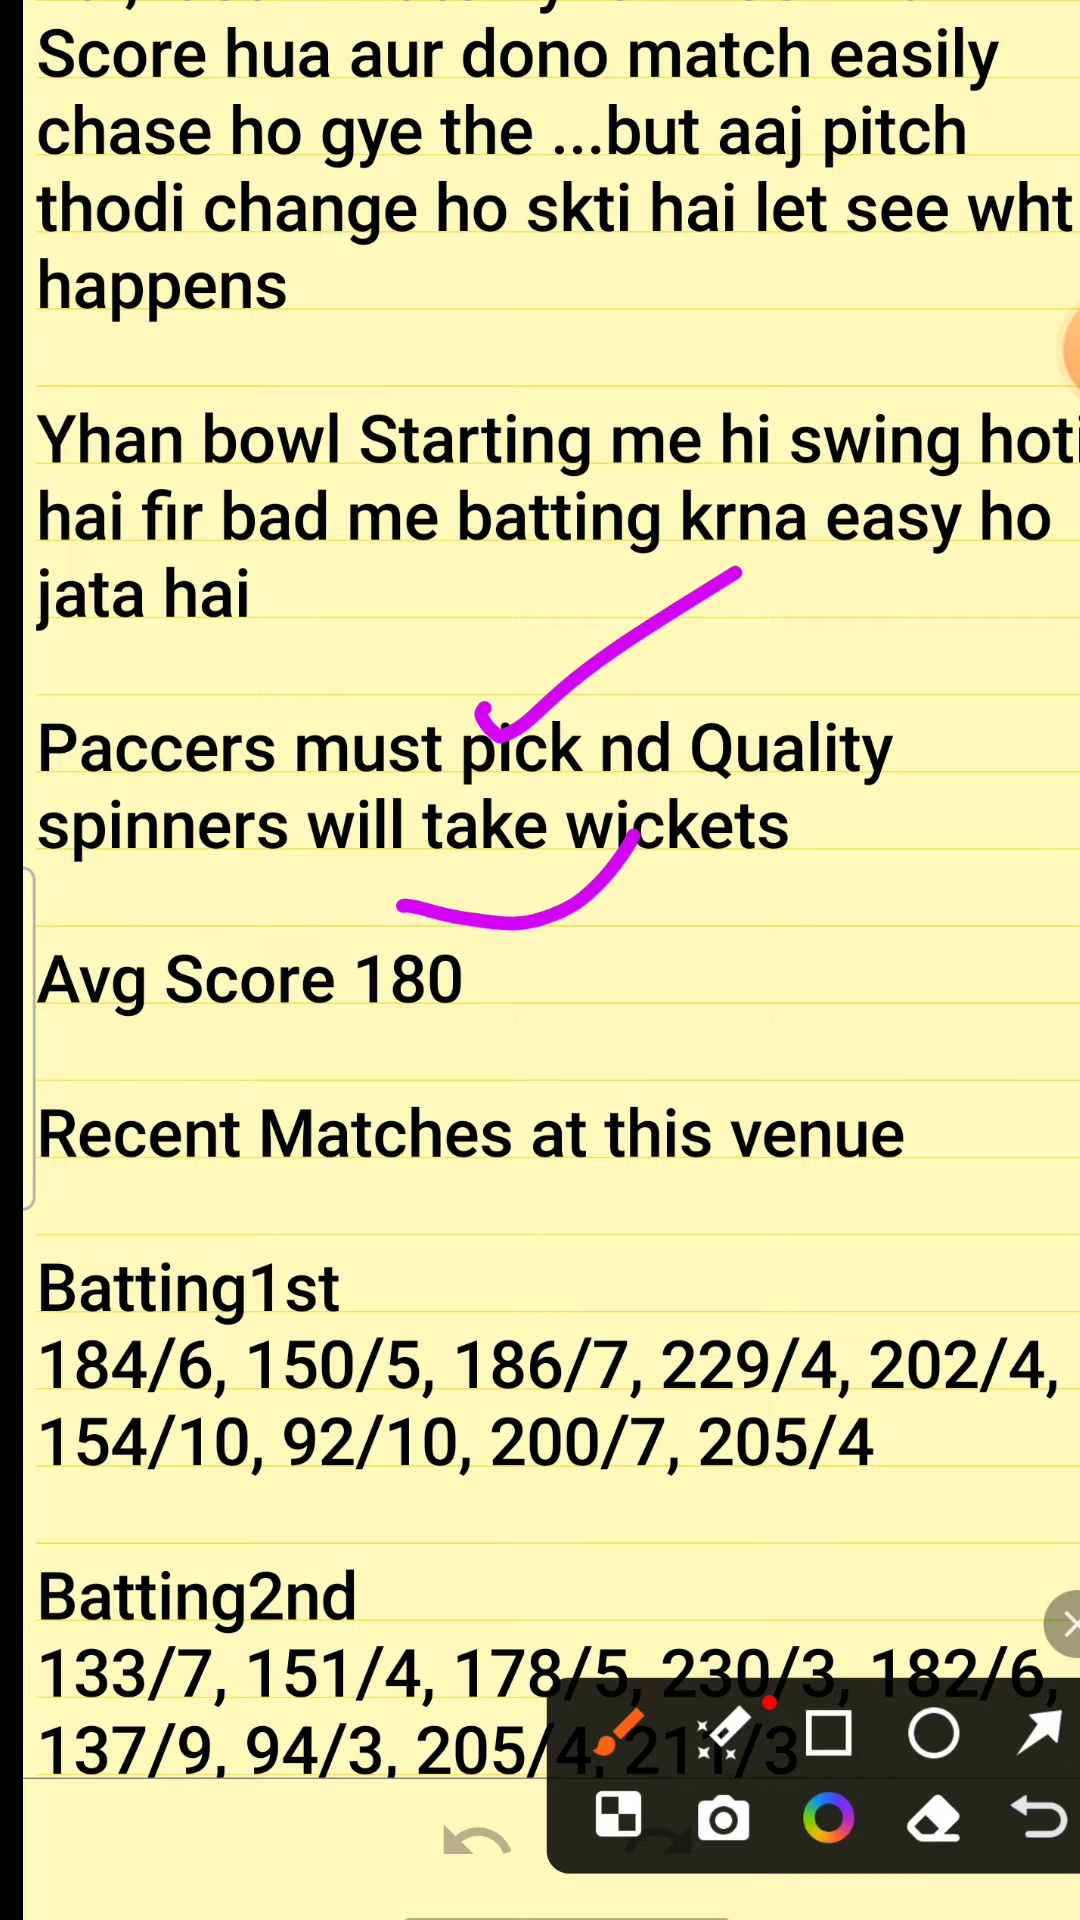 Score hua aur dono match easily
chase ho gye the ...but aaj pitch
thodi change ho skti hai let see wht
happens
Yhan bowl Starting me hi swing hoti
hai fir bad me batting krna easy ho
jata hai
Paccers must pick nd Quality
spinners will take wickets
Avg Score 180
Recent Matches at this venue
Batting1st
184/6, 150/5, 186/7, 229/4, 202/4,
154/10, 92/10, 200/7, 205/4
Batting2nd
133/7, 151/4, 178/5, 230/3, 182/6,
137/9, 94/3, 205/4, 211/3